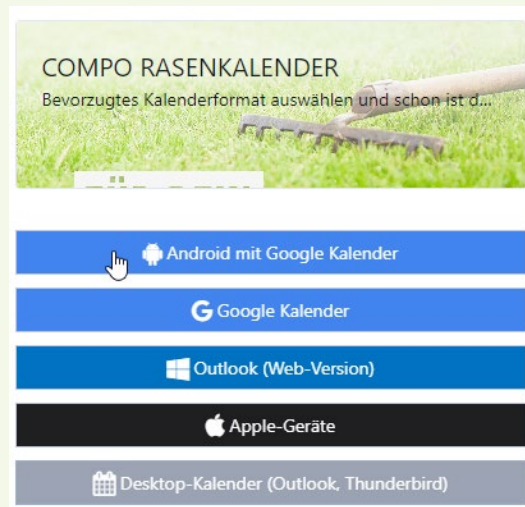 COMPO RASENKALENDER
Bevorzugtes Kalenderformat auswählen und schon ist d...
Android mit Google Kalender
Google Kalender
Outlook (Web-Version)
Apple-Geräte
Desktop-Kalender (Outlook, Thunderbird)